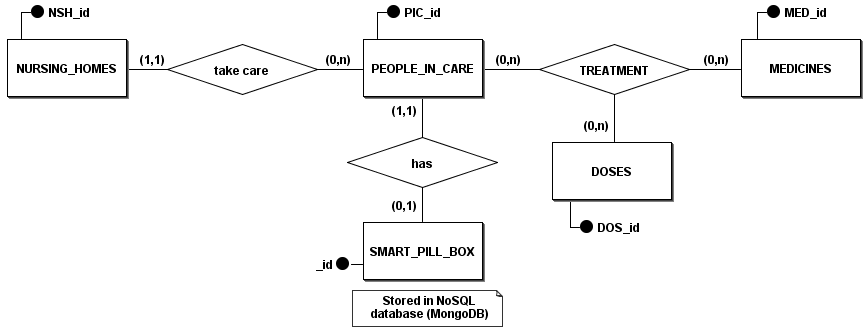 NSH_id
PIC_id
MED_id
NURSING_HOMES
(1,1)
take care
(0,n)
PEOPLE_IN_CARE
(0,n)
TREATMENT
(0,n)
MEDICINES
(1,1)
(0,n)
has
DOSES
(0,1)
DOS_id
_id
SMART_PILL_BOX
Stored in NoSQL
database (MongoDB)